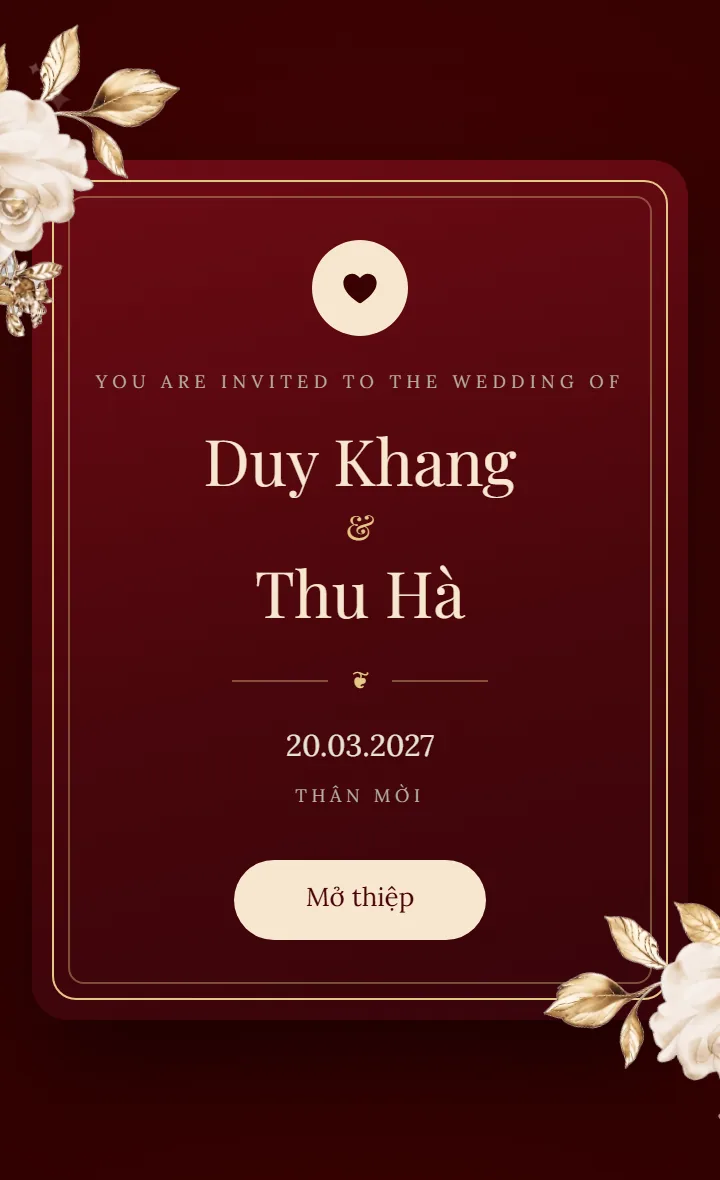 YOU ARE INVITED TO THE WEDDING OF
Duy Khang
&
Thu Hà
20.03.2027
THÂN MỜI
Mở thiệp